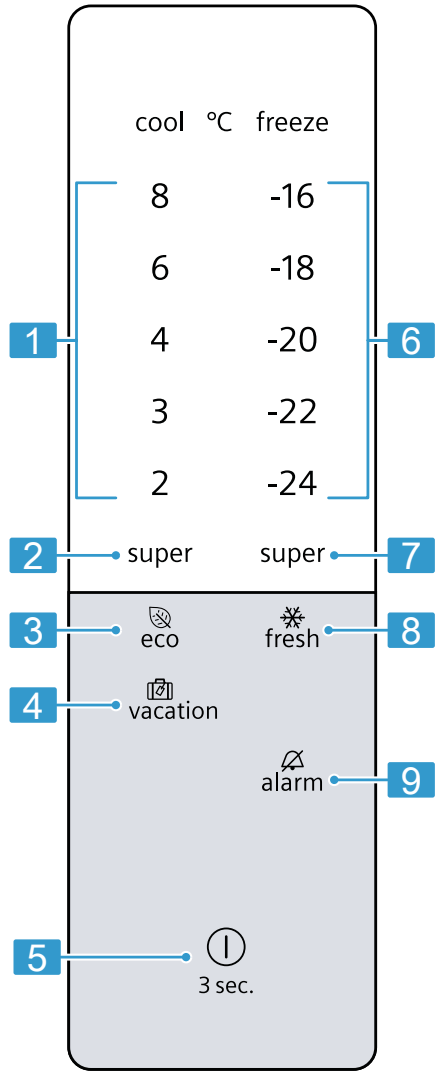 cool °C freeze
8 -16
6 -18
1 4 -20 6
3 -22
2 -24
2 super super 7
3 eco fresh 8
4 vacation
alarm 9
5
3 sec.